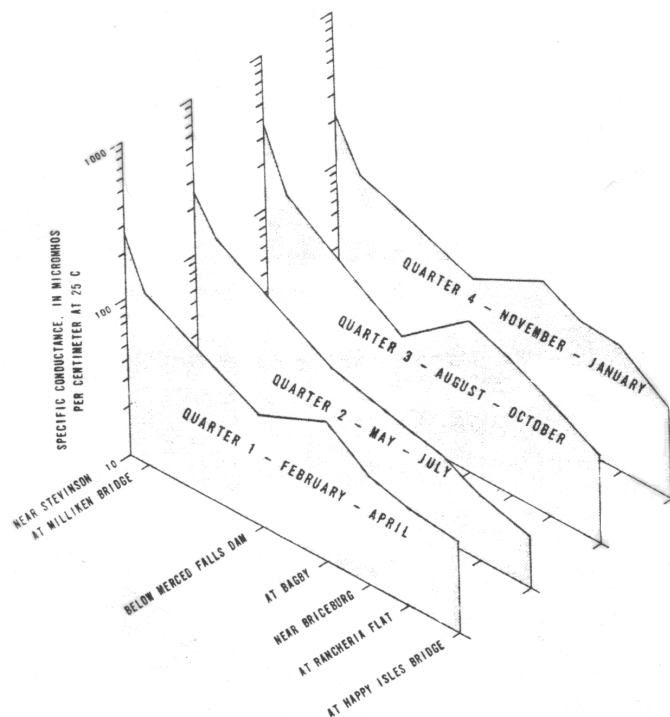 1000
100
10
SPECIFIC CONDUCTANCE, IN MICROMHOS
PER CENTIMETER AT 25 C
QUARTER 4 - NOVEMBER - JANUARY
QUARTER 3 - AUGUST - OCTOBER
QUARTER 2 - MAY - JULY
QUARTER 1 - FEBRUARY - APRIL
NEAR STEVINSON
AT MILLIKEN BRIDGE
BELOW MERCED FALLS DAM
AT BAGBY
NEAR BRICEBURG
AT RANCHERIA FLAT
AT HAPPY ISLES BRIDGE